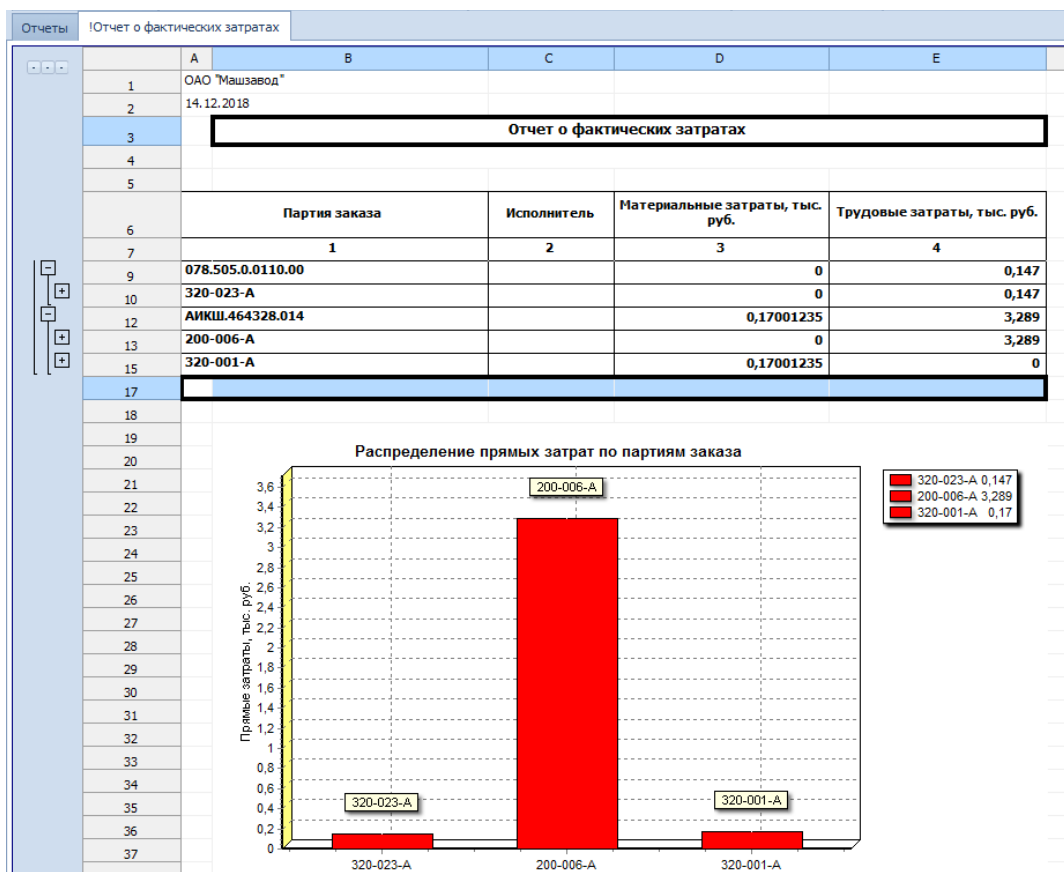 Отчеты !Отчет о фактических затратах
A B C D E
1 ОАО "Машзавод"
2 14.12.2018
3 Отчет о фактических затратах
4
5
6 Партия заказа Исполнитель Материальные затраты, тыс. руб. Трудовые затраты, тыс. руб.
7 1 2 3 4
9 078.505.0.0110.00 0 0,147
10 320-023-А 0 0,147
12 АИКШ.464328.014 0,17001235 3,289
13 200-006-А 0 3,289
15 320-001-А 0,17001235 0
17
18
19
20
21
22
23
24
25
26
27
28
29
30
31
32
33
34
35
36
37
Распределение прямых затрат по партиям заказа
Прямые затраты, тыс. руб.
3,6
3,4
3,2
3
2,8
2,6
2,4
2,2
2
1,8
1,6
1,4
1,2
1
0,8
0,6
0,4
0,2
0
200-006-А
320-023-А
320-001-А
320-023-А 200-006-А 320-001-А
320-023-А 0,147
200-006-А 3,289
320-001-А 0,17